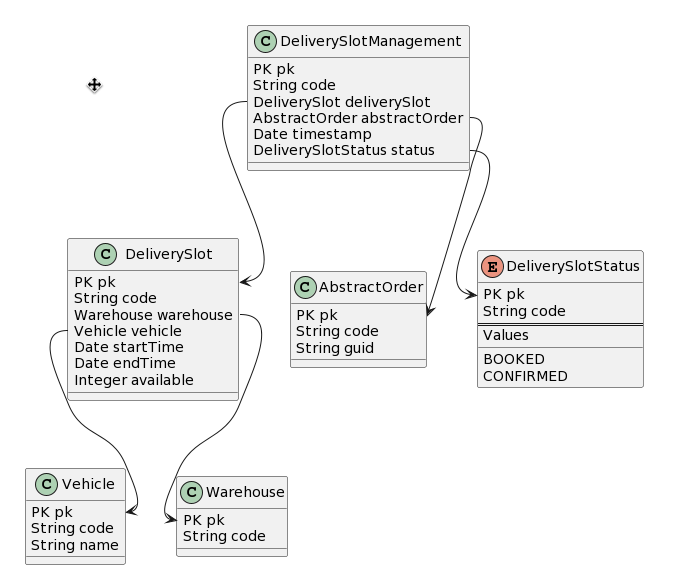 C DeliverySlotManagement
PK pk
String code
DeliverySlot deliverySlot
AbstractOrder abstractOrder
Date timestamp
DeliverySlotStatus status
C DeliverySlot
PK pk
String code
Warehouse warehouse
Vehicle vehicle
Date startTime
Date endTime
Integer available
C AbstractOrder
PK pk
String code
String guid
E DeliverySlotStatus
PK pk
String code
Values
BOOKED
CONFIRMED
C Vehicle
PK pk
String code
String name
C Warehouse
PK pk
String code